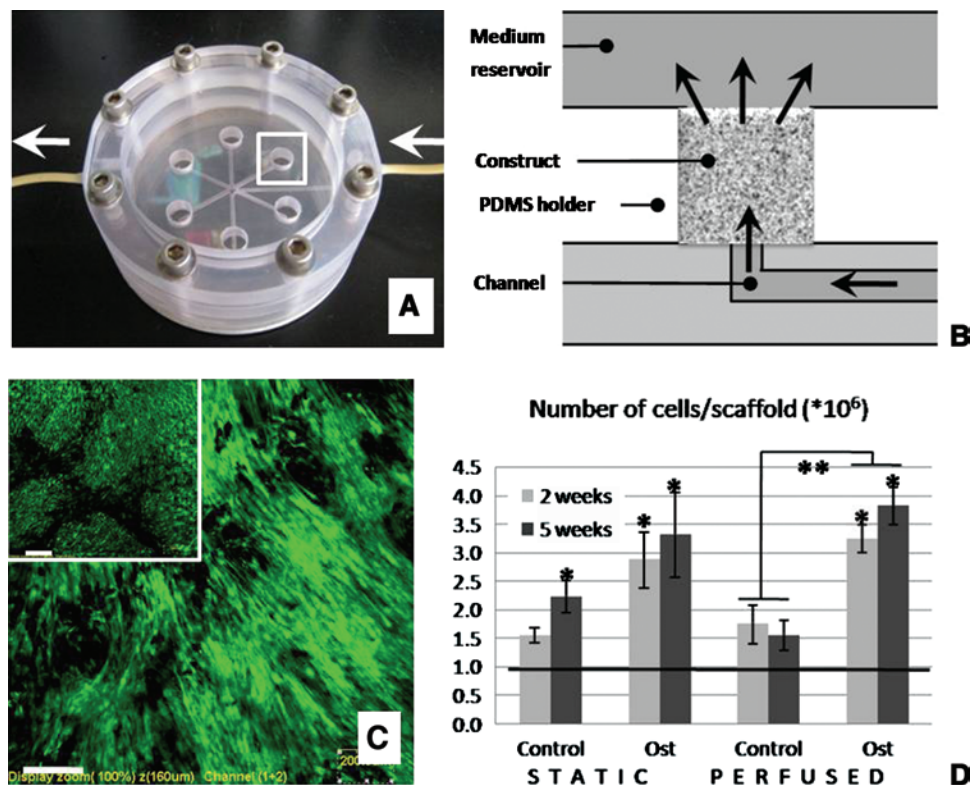 A
Medium
reservoir
Construct
PDMS holder
Channel
B
Display zoom( 100%) z(160um) Channel (1+2)
200
C
Number of cells/scaffold (*10⁶)
4.5
4.0
3.5
3.0
2.5
2.0
1.5
1.0
0.5
0.0
2 weeks
5 weeks
*
*
*
**
*
*
Control Ost Control Ost
STATIC PERFUSED
D